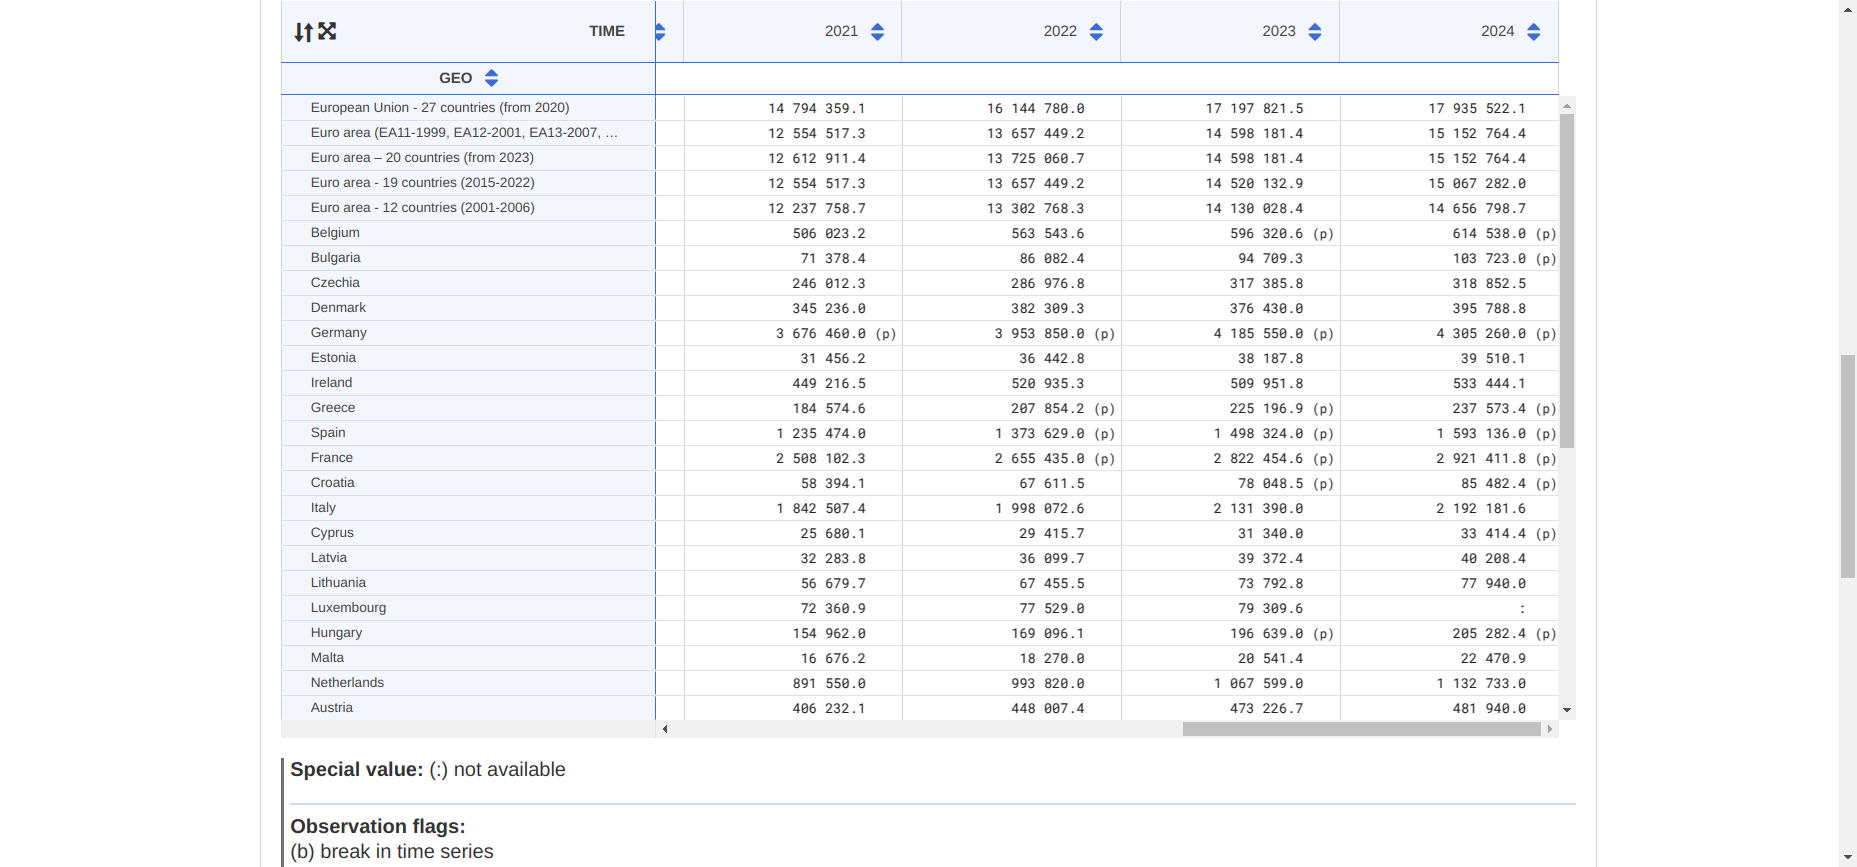 TIME 2021 2022 2023 2024
GEO
European Union - 27 countries (from 2020) 14 794 359.1 16 144 780.0 17 197 821.5 17 935 522.1
Euro area (EA11-1999, EA12-2001, EA13-2007, ... 12 554 517.3 13 657 449.2 14 598 181.4 15 152 764.4
Euro area – 20 countries (from 2023) 12 612 911.4 13 725 060.7 14 598 181.4 15 152 764.4
Euro area - 19 countries (2015-2022) 12 554 517.3 13 657 449.2 14 520 132.9 15 067 282.0
Euro area - 12 countries (2001-2006) 12 237 758.7 13 302 768.3 14 130 028.4 14 656 798.7
Belgium 506 023.2 563 543.6 596 320.6 (p) 614 538.0 (p)
Bulgaria 71 378.4 86 082.4 94 709.3 103 723.0 (p)
Czechia 246 012.3 286 976.8 317 385.8 318 852.5
Denmark 345 236.0 382 309.3 376 430.0 395 788.8
Germany 3 676 460.0 (p) 3 953 850.0 (p) 4 185 550.0 (p) 4 305 260.0 (p)
Estonia 31 456.2 36 442.8 38 187.8 39 510.1
Ireland 449 216.5 520 935.3 509 951.8 533 444.1
Greece 184 574.6 207 854.2 (p) 225 196.9 (p) 237 573.4 (p)
Spain 1 235 474.0 1 373 629.0 (p) 1 498 324.0 (p) 1 593 136.0 (p)
France 2 508 102.3 2 655 435.0 (p) 2 822 454.6 (p) 2 921 411.8 (p)
Croatia 58 394.1 67 611.5 78 048.5 (p) 85 482.4 (p)
Italy 1 842 507.4 1 998 072.6 2 131 390.0 2 192 181.6
Cyprus 25 680.1 29 415.7 31 340.0 33 414.4 (p)
Latvia 32 283.8 36 099.7 39 372.4 40 208.4
Lithuania 56 679.7 67 455.5 73 792.8 77 940.0
Luxembourg 72 360.9 77 529.0 79 309.6 :
Hungary 154 962.0 169 096.1 196 639.0 (p) 205 282.4 (p)
Malta 16 676.2 18 270.0 20 541.4 22 470.9
Netherlands 891 550.0 993 820.0 1 067 599.0 1 132 733.0
Austria 406 232.1 448 007.4 473 226.7 481 940.0
Special value: (:) not available
Observation flags:
(b) break in time series